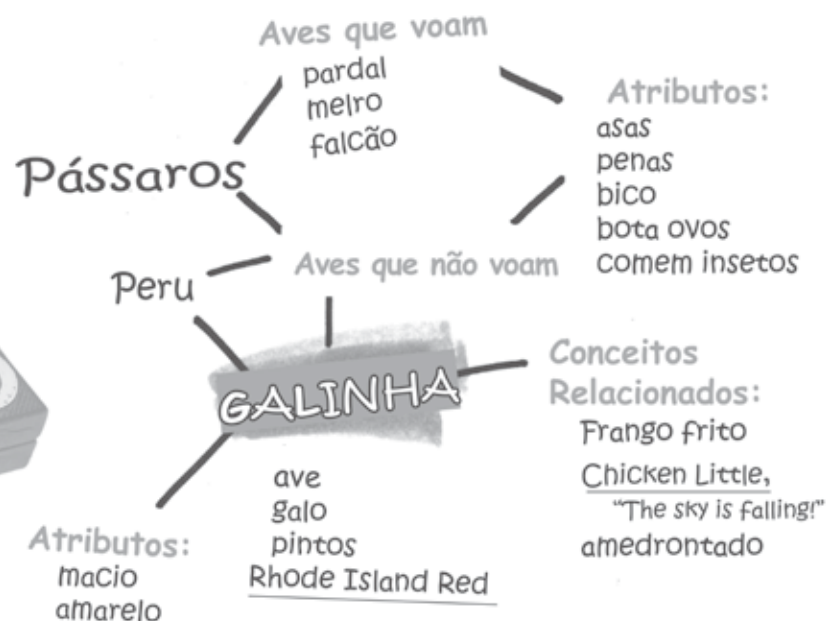 Aves que voam
pardal
melro
falcão
Pássaros
Atributos:
asas
penas
bico
bota ovos
comem insetos
Aves que não voam
Peru
GALINHA
Conceitos
Relacionados:
Frango frito
Chicken Little,
"The sky is falling!"
amedrontado
ave
galo
pintos
Rhode Island Red
Atributos:
macio
amarelo